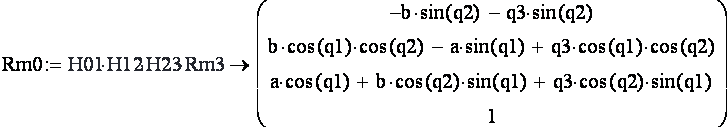 −b·sin(q2) − q3·sin(q2)
b·cos(q1)·cos(q2) − a·sin(q1) + q3·cos(q1)·cos(q2)
Rm0:= H01·H12·H23·Rm3 →
a·cos(q1) + b·cos(q2)·sin(q1) + q3·cos(q2)·sin(q1)
1